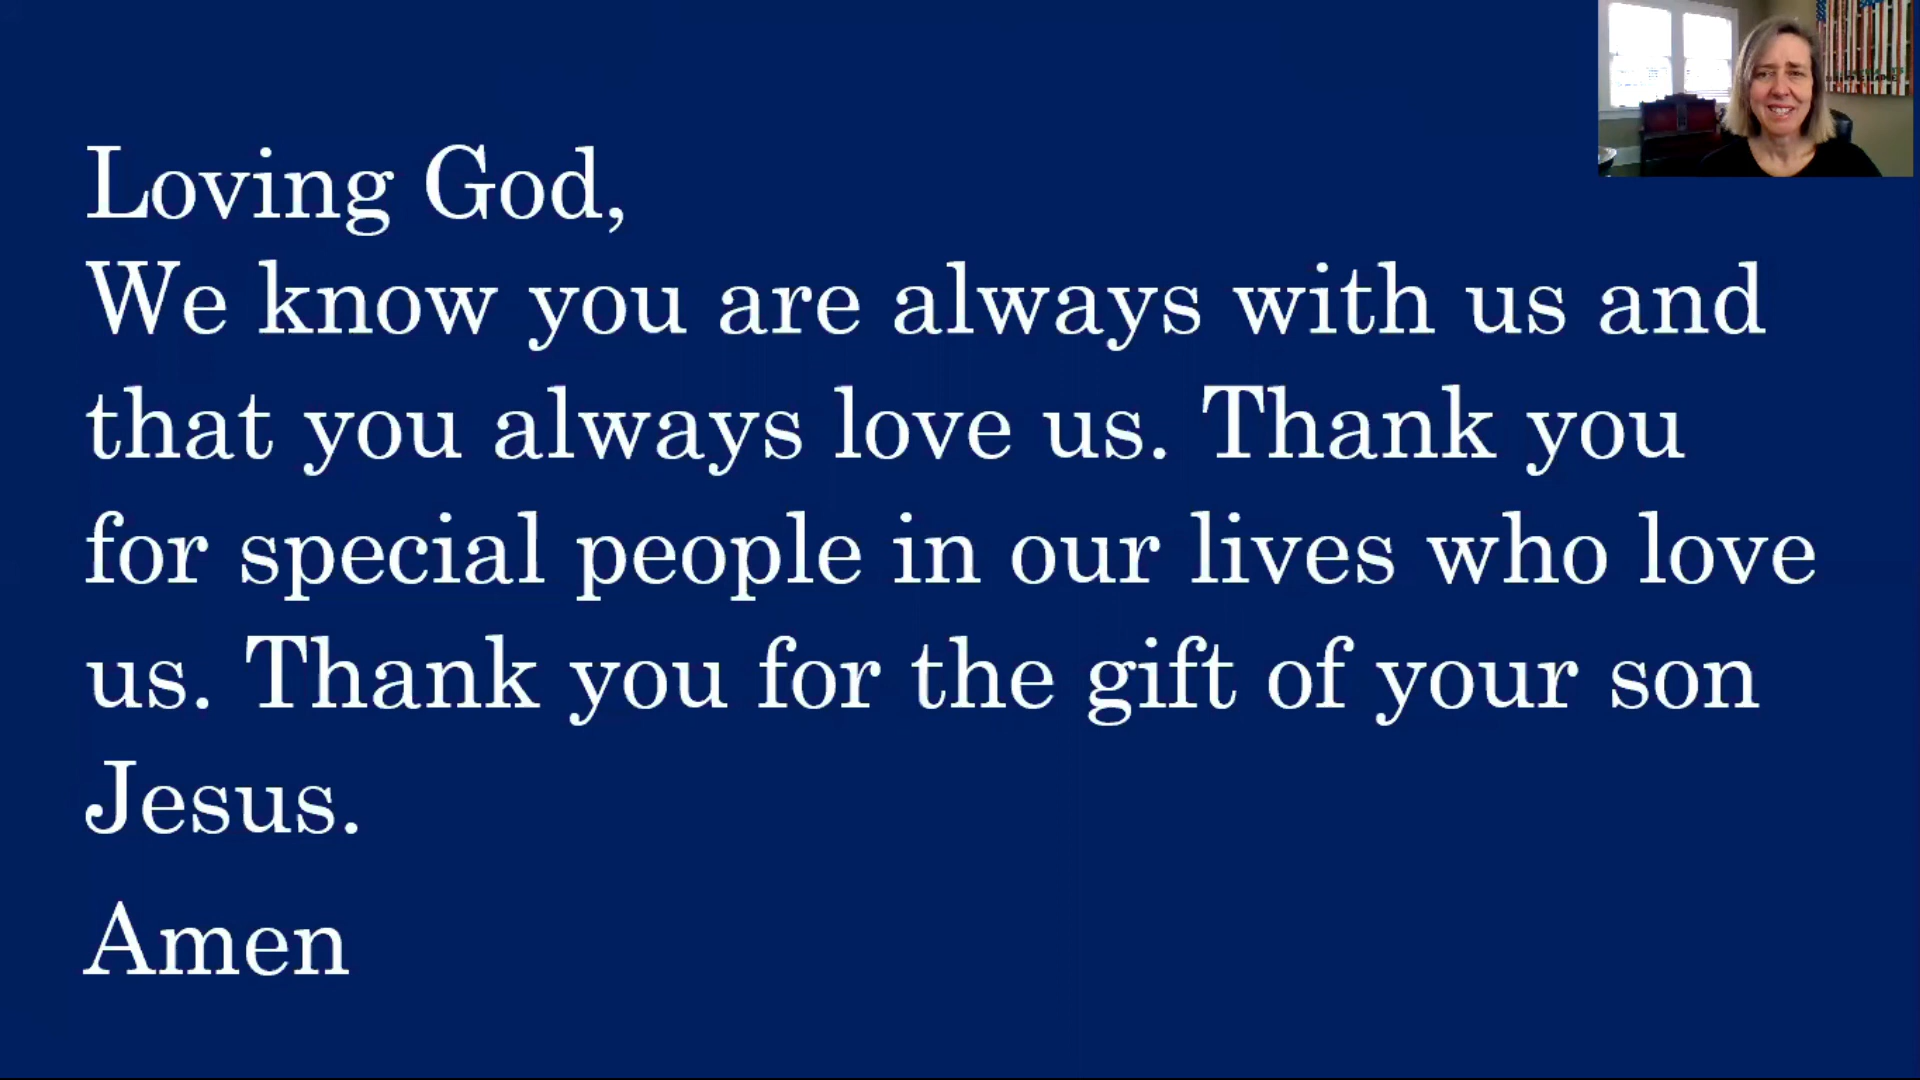 Loving God,
We know you are always with us and
that you always love us. Thank you
for special people in our lives who love
us. Thank you for the gift of your son
Jesus.
Amen